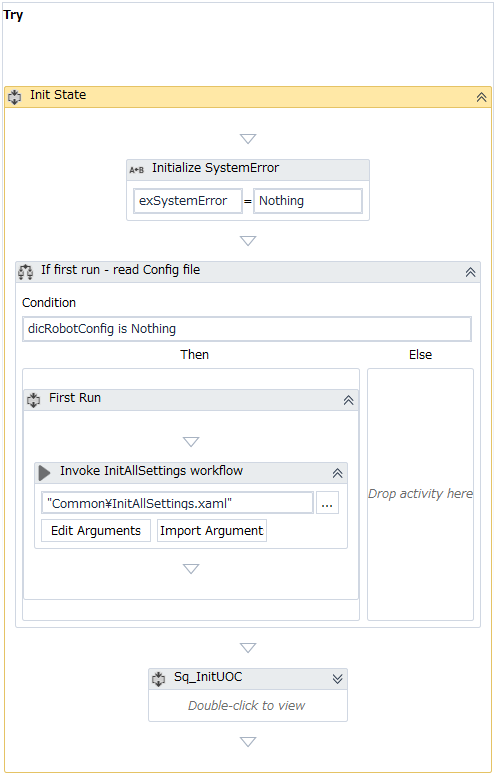 Try
Init State
A+B Initialize SystemError
exSystemError = Nothing
If first run - read Config file
Condition
dicRobotConfig is Nothing
Then Else
First Run
Invoke InitAllSettings workflow
"Common¥InitAllSettings.xaml" ...
Edit Arguments Import Argument
Drop activity here
Sq_InitUOC
Double-click to view